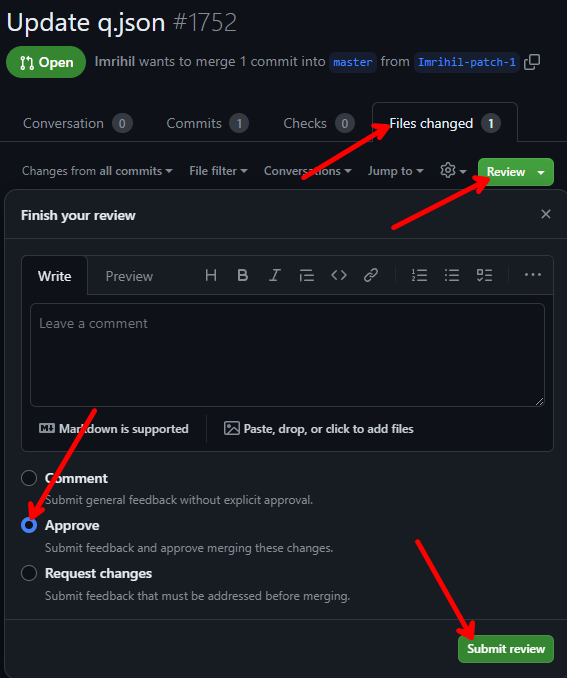 Update q.json #1752
Open Imrihil wants to merge 1 commit into master from Imrihil-patch-1
Conversation 0 Commits 1 Checks 0 Files changed 1
Changes from all commits File filter Conversations Jump to Review
Finish your review
Write Preview
Leave a comment
Markdown is supported Paste, drop, or click to add files
Comment
Submit general feedback without explicit approval.
Approve
Submit feedback and approve merging these changes.
Request changes
Submit feedback that must be addressed before merging.
Submit review